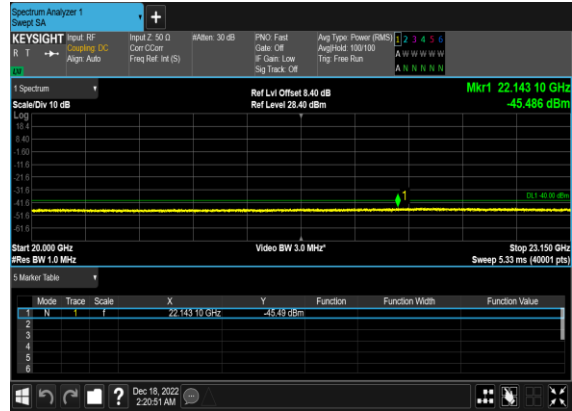 Spectrum Analyzer 1
Swept SA
+
KEYSIGHT Input: RF Input Z: 50 Ω #Atten: 30 dB PNO: Fast Avg Type: Power (RMS) 1 2 3 4 5 6
R T Coupling: DC Corr CCorr Gate: Off Avg|Hold: 100/100 A W W W W W
Align: Auto Freq Ref: Int (S) IF Gain: Low Trig: Free Run
Sig Track: Off A N N N N N
1 Spectrum Ref Lvl Offset 8.40 dB Mkr1 22.143 10 GHz
Scale/Div 10 dB Ref Level 28.40 dBm -45.486 dBm
Log
18.4
8.40
-1.60
-11.6
-21.6
-31.6 1
-41.6
-51.6
-61.6
Start 20.000 GHz Video BW 3.0 MHz* Stop 23.150 GHz
#Res BW 1.0 MHz Sweep 5.33 ms (40001 pts)
5 Marker Table
Mode Trace Scale X Y Function Function Width Function Value
1 N 1 f 22.143 10 GHz -45.49 dBm
2
3
4
5
6
? Dec 18, 2022
2:20:51 AM